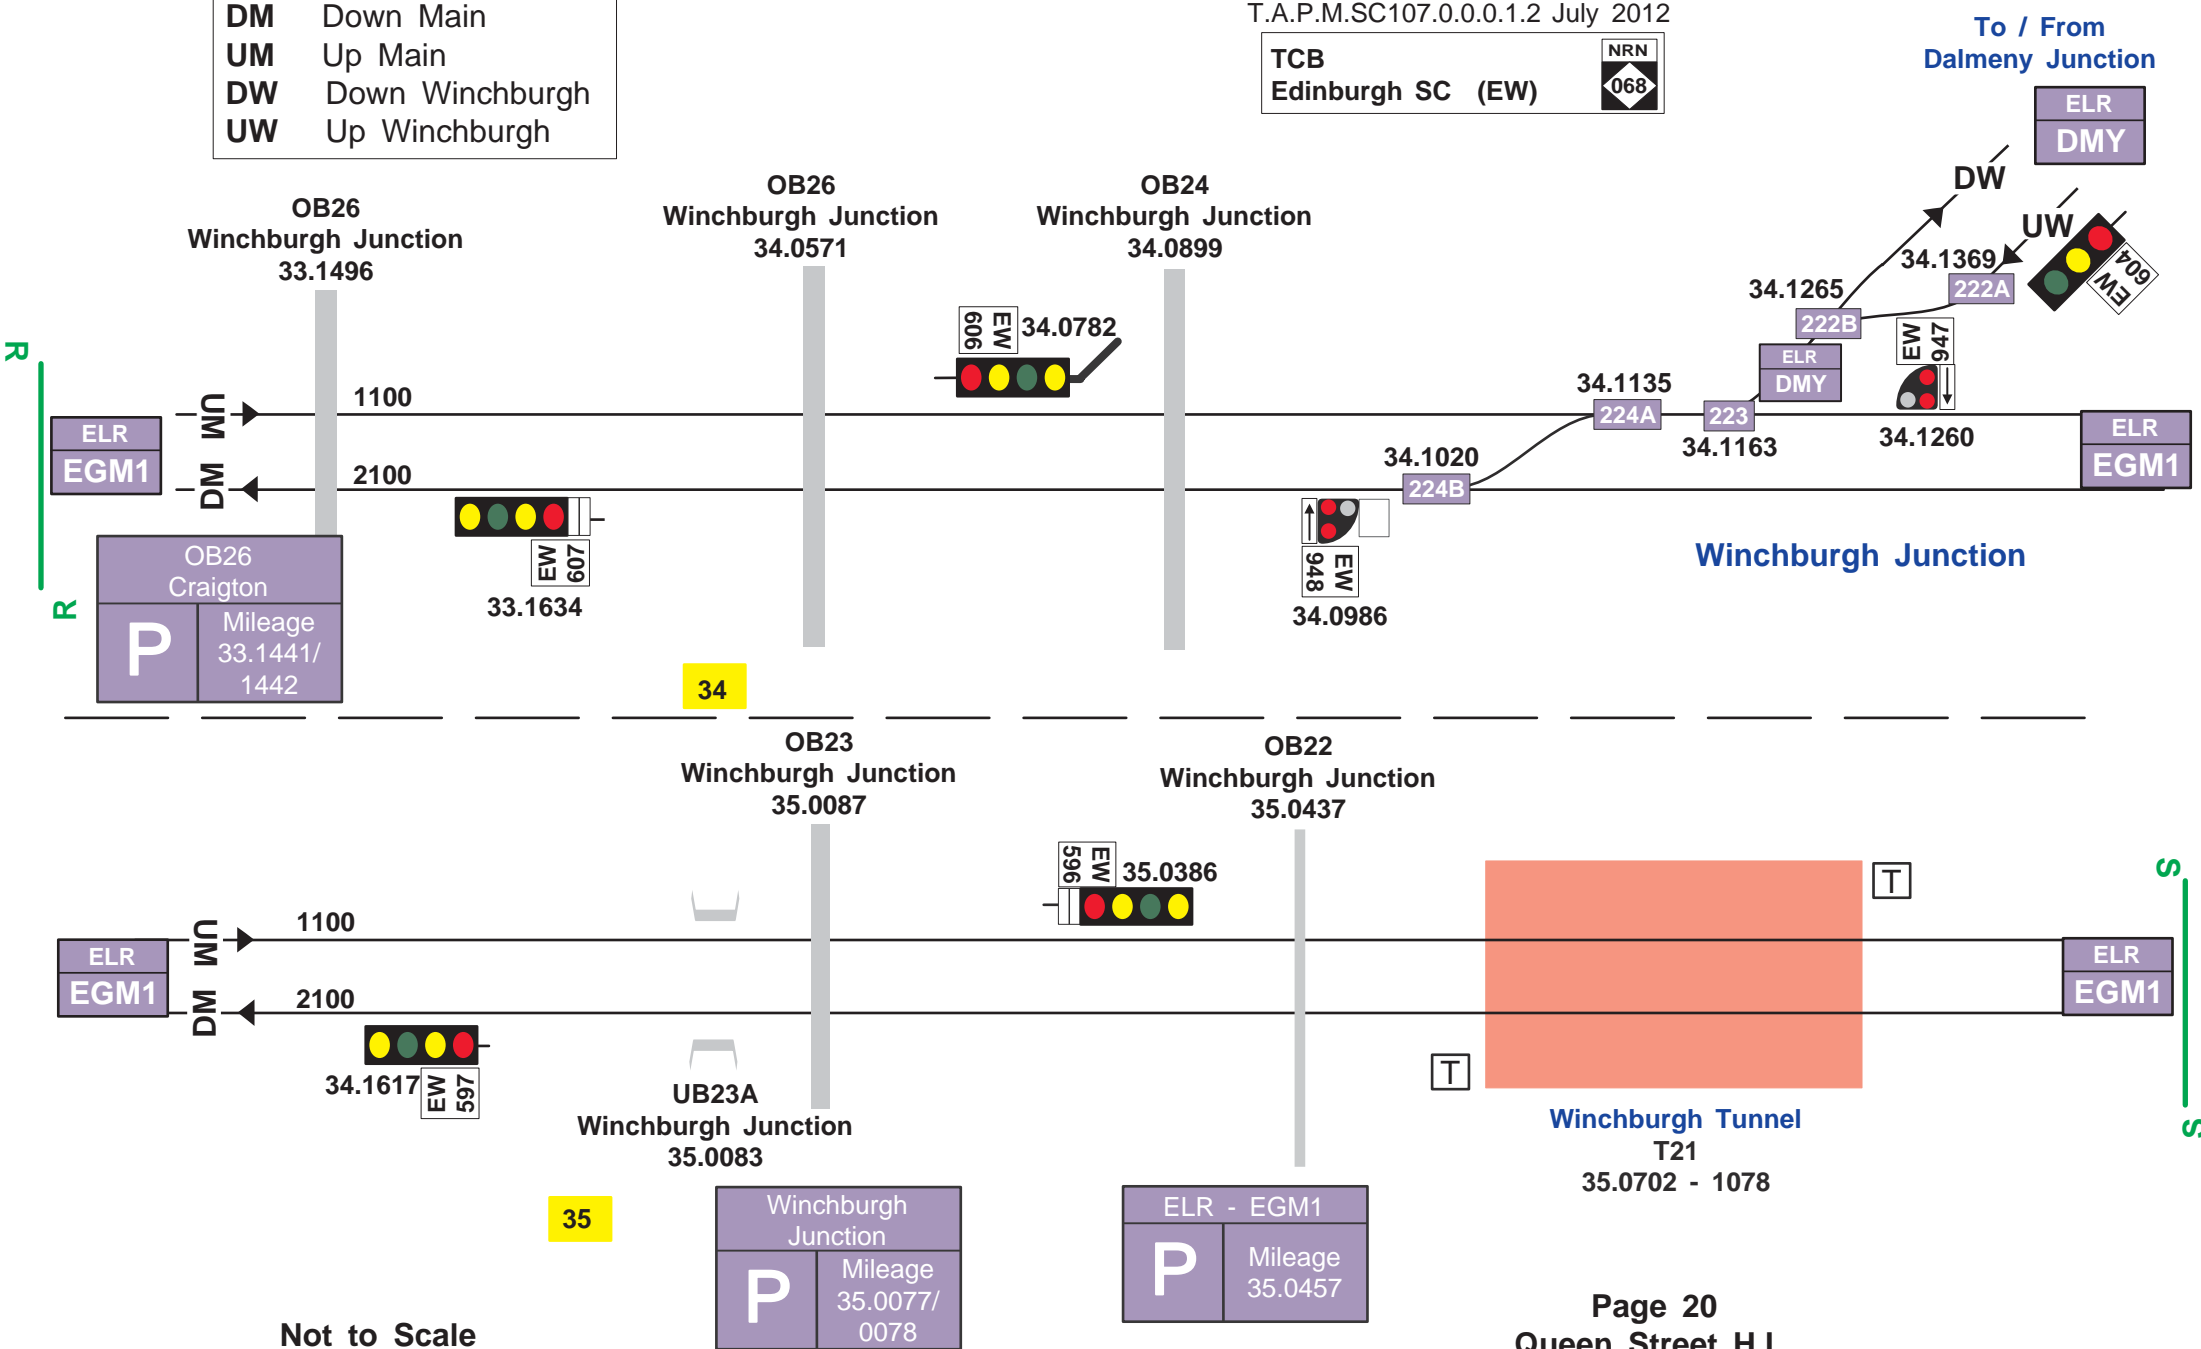 DM Down Main
UM Up Main
DW Down Winchburgh
UW Up Winchburgh
T.A.P.M.SC107.0.0.0.1.2 July 2012
TCB
Edinburgh SC (EW)
NRN
068
To / From
Dalmeny Junction
ELR
DMY
DW
UW
EW
604
OB26
Winchburgh Junction
33.1496
OB26
Winchburgh Junction
34.0571
OB24
Winchburgh Junction
34.0899
34.1369
222A
34.1265
222B
EW
606
34.0782
EW
947
ELR
DMY
34.1135
224A
223
34.1163
34.1260
R
ELR
EGM1
UM
1100
DM
2100
34.1020
224B
ELR
EGM1
EW
607
33.1634
EW
948
34.0986
Winchburgh Junction
R
OB26
Craigton
P
Mileage
33.1441/
1442
34
OB23
Winchburgh Junction
35.0087
OB22
Winchburgh Junction
35.0437
EW
596
35.0386
T
S
ELR
EGM1
UM
1100
DM
2100
ELR
EGM1
34.1617
EW
597
T
UB23A
Winchburgh Junction
35.0083
Winchburgh Tunnel
T21
35.0702 - 1078
S
35
Winchburgh
Junction
P
Mileage
35.0077/
0078
ELR - EGM1
P
Mileage
35.0457
Not to Scale
Page 20
Queen Street H.L.